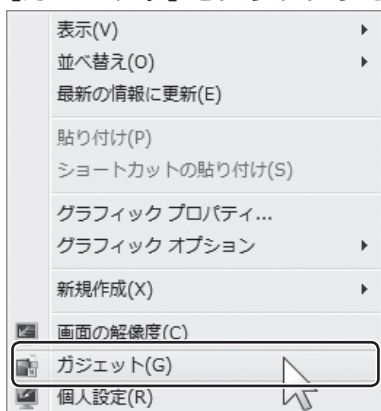 表示(V)
並べ替え(O)
最新の情報に更新(E)
貼り付け(P)
ショートカットの貼り付け(S)
グラフィック プロパティ...
グラフィック オプション
新規作成(X)
画面の解像度(C)
ガジェット(G)
個人設定(R)